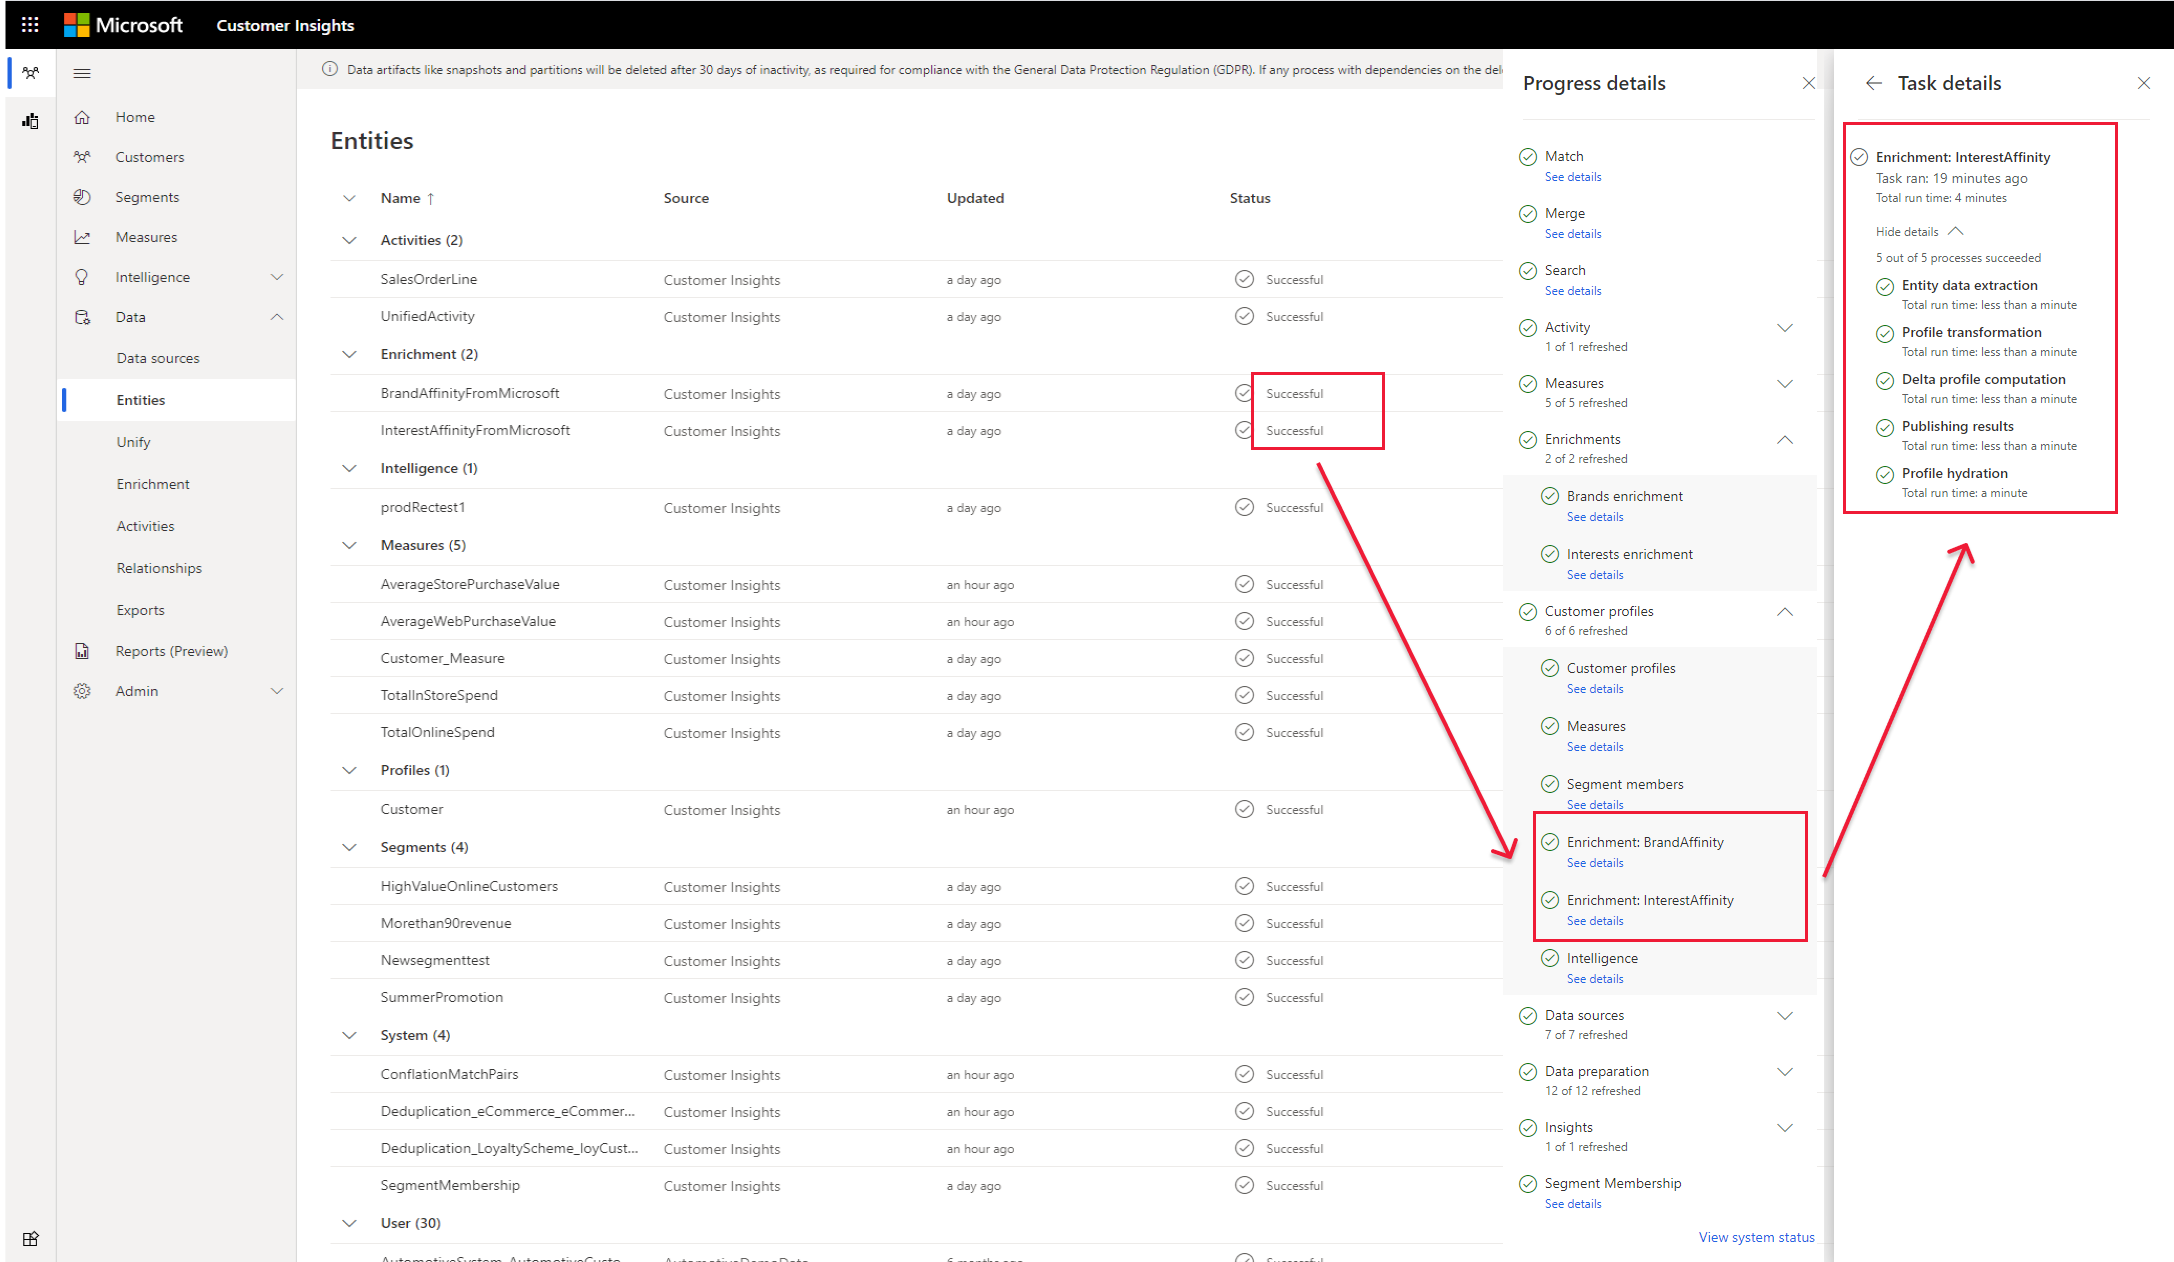 Microsoft Customer Insights
Home
Customers
Segments
Measures
Intelligence
Data
Data sources
Entities
Unify
Enrichment
Activities
Relationships
Exports
Reports (Preview)
Admin
Data artifacts like snapshots and partitions will be deleted after 30 days of inactivity, as required for compliance with the General Data Protection Regulation (GDPR). If any process with dependencies on the
Entities
Name ↑ Source Updated Status
Activities (2)
SalesOrderLine Customer Insights a day ago Successful
UnifiedActivity Customer Insights a day ago Successful
Enrichment (2)
BrandAffinityFromMicrosoft Customer Insights a day ago Successful
InterestAffinityFromMicrosoft Customer Insights a day ago Successful
Intelligence (1)
prodRectest1 Customer Insights a day ago Successful
Measures (5)
AverageStorePurchaseValue Customer Insights an hour ago Successful
AverageWebPurchaseValue Customer Insights an hour ago Successful
Customer_Measure Customer Insights a day ago Successful
TotalInStoreSpend Customer Insights a day ago Successful
TotalOnlineSpend Customer Insights a day ago Successful
Profiles (1)
Customer Customer Insights an hour ago Successful
Segments (4)
HighValueOnlineCustomers Customer Insights a day ago Successful
Morethan90revenue Customer Insights a day ago Successful
Newsegmenttest Customer Insights a day ago Successful
SummerPromotion Customer Insights a day ago Successful
System (4)
ConflationMatchPairs Customer Insights an hour ago Successful
Deduplication_eCommerce_eCommer... Customer Insights an hour ago Successful
Deduplication_LoyaltyScheme_loyCust... Customer Insights an hour ago Successful
SegmentMembership Customer Insights a day ago Successful
User (30)
AutomotiveSystem_AutomotiveCusto AutomotiveDemoData 6 months ago Successful
Progress details
Match
See details
Merge
See details
Search
See details
Activity
1 of 1 refreshed
Measures
5 of 5 refreshed
Enrichments
2 of 2 refreshed
Brands enrichment
See details
Interests enrichment
See details
Customer profiles
6 of 6 refreshed
Customer profiles
See details
Measures
See details
Segment members
See details
Enrichment: BrandAffinity
See details
Enrichment: InterestAffinity
See details
Intelligence
See details
Data sources
7 of 7 refreshed
Data preparation
12 of 12 refreshed
Insights
1 of 1 refreshed
Segment Membership
See details
View system status
Task details
Enrichment: InterestAffinity
Task ran: 19 minutes ago
Total run time: 4 minutes
Hide details
5 out of 5 processes succeeded
Entity data extraction
Total run time: less than a minute
Profile transformation
Total run time: less than a minute
Delta profile computation
Total run time: less than a minute
Publishing results
Total run time: less than a minute
Profile hydration
Total run time: a minute